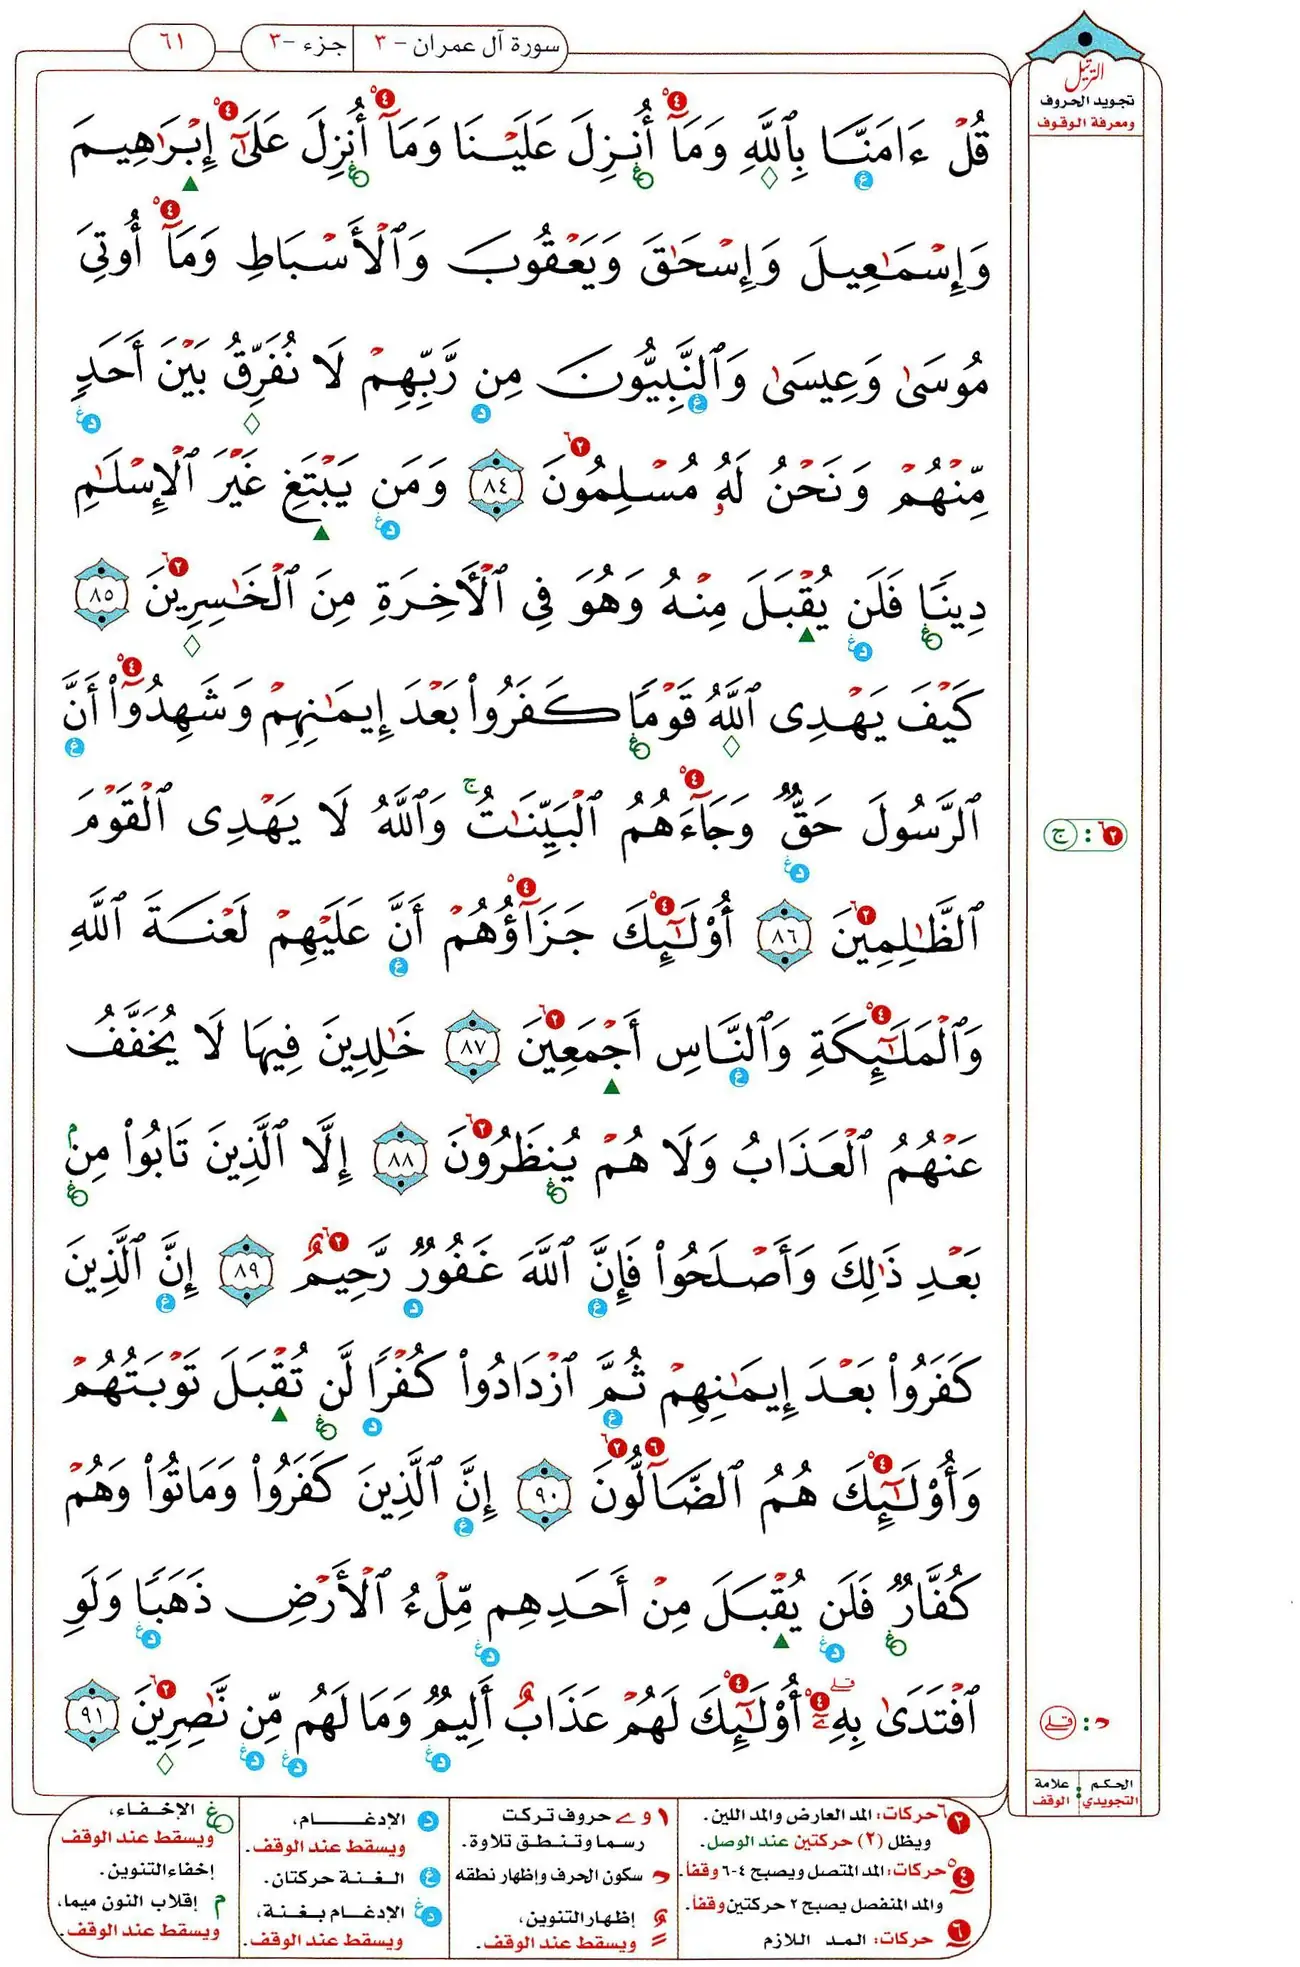 سورة آل عمران - ٣
جزء - ٣
٦١
الترتيل
تجويد الحروف
ومعرفة الوقوف
قُلْ ءَامَنَّا بِٱللَّهِ وَمَآ أُنزِلَ عَلَيْنَا وَمَآ أُنزِلَ عَلَىٰٓ إِبْرَٰهِيمَ
وَإِسْمَٰعِيلَ وَإِسْحَٰقَ وَيَعْقُوبَ وَٱلْأَسْبَاطِ وَمَآ أُوتِىَ
مُوسَىٰ وَعِيسَىٰ وَٱلنَّبِيُّونَ مِن رَّبِّهِمْ لَا نُفَرِّقُ بَيْنَ أَحَدٍ
مِّنْهُمْ وَنَحْنُ لَهُۥ مُسْلِمُونَ ٨٤ وَمَن يَبْتَغِ غَيْرَ ٱلْإِسْلَٰمِ
دِينًا فَلَن يُقْبَلَ مِنْهُ وَهُوَ فِى ٱلْأَخِرَةِ مِنَ ٱلْخَٰسِرِينَ ٨٥
كَيْفَ يَهْدِى ٱللَّهُ قَوْمًا كَفَرُوا۟ بَعْدَ إِيمَٰنِهِمْ وَشَهِدُوٓا۟ أَنَّ
ٱلرَّسُولَ حَقٌّ وَجَآءَهُمُ ٱلْبَيِّنَٰتُ ۚ وَٱللَّهُ لَا يَهْدِى ٱلْقَوْمَ
ٱلظَّٰلِمِينَ ٨٦ أُو۟لَٰٓئِكَ جَزَآؤُهُمْ أَنَّ عَلَيْهِمْ لَعْنَةَ ٱللَّهِ
وَٱلْمَلَٰٓئِكَةِ وَٱلنَّاسِ أَجْمَعِينَ ٨٧ خَٰلِدِينَ فِيهَا لَا يُخَفَّفُ
عَنْهُمُ ٱلْعَذَابُ وَلَا هُمْ يُنظَرُونَ ٨٨ إِلَّا ٱلَّذِينَ تَابُوا۟ مِنۢ
بَعْدِ ذَٰلِكَ وَأَصْلَحُوا۟ فَإِنَّ ٱللَّهَ غَفُورٌ رَّحِيمٌ ٨٩ إِنَّ ٱلَّذِينَ
كَفَرُوا۟ بَعْدَ إِيمَٰنِهِمْ ثُمَّ ٱزْدَادُوا۟ كُفْرًا لَّن تُقْبَلَ تَوْبَتُهُمْ
وَأُو۟لَٰٓئِكَ هُمُ ٱلضَّآلُّونَ ٩٠ إِنَّ ٱلَّذِينَ كَفَرُوا۟ وَمَاتُوا۟ وَهُمْ
كُفَّارٌ فَلَن يُقْبَلَ مِنْ أَحَدِهِم مِّلْءُ ٱلْأَرْضِ ذَهَبًا وَلَوِ
ٱفْتَدَىٰ بِهِۦٓ ۗ أُو۟لَٰٓئِكَ لَهُمْ عَذَابٌ أَلِيمٌ وَمَا لَهُم مِّن نَّٰصِرِينَ ٩١
٢ ٦ : ج
ح : قلى
الحكم : علامة
التجويدي الوقف
٢ ٦ حركات: المد العارض والمد اللين.
ويظل (٢) حركتين عند الوصل.
٤ ٥ حركات: المد المتصل ويصبح ٤-٦ وقفاً.
والمد المنفصل يصبح ٢ حركتين وقفاً.
٦ حركات: المد اللازم
ا و ے حروف تركت
رسما وتنطق تلاوة.
سكون الحرف وإظهار نطقه
إظهار التنوين،
ويسقط عند الوقف.
د الإدغام،
ويسقط عند الوقف.
غ الغنة حركتان.
د غ الإدغام بغنة،
ويسقط عند الوقف.
غ الإخفاء،
ويسقط عند الوقف
إخفاء التنوين.
م إقلاب النون ميما،
ويسقط عند الوقف.